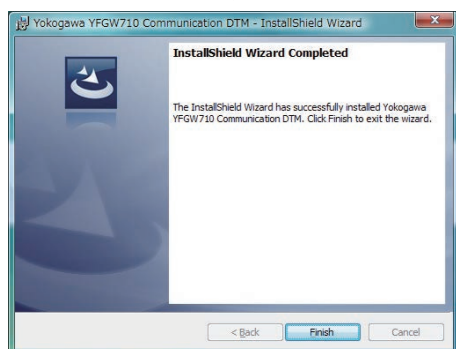 Yokogawa YFGW710 Communication DTM - InstallShield Wizard
InstallShield Wizard Completed
The InstallShield Wizard has successfully installed Yokogawa
YFGW710 Communication DTM. Click Finish to exit the wizard.
< Back
Finish
Cancel